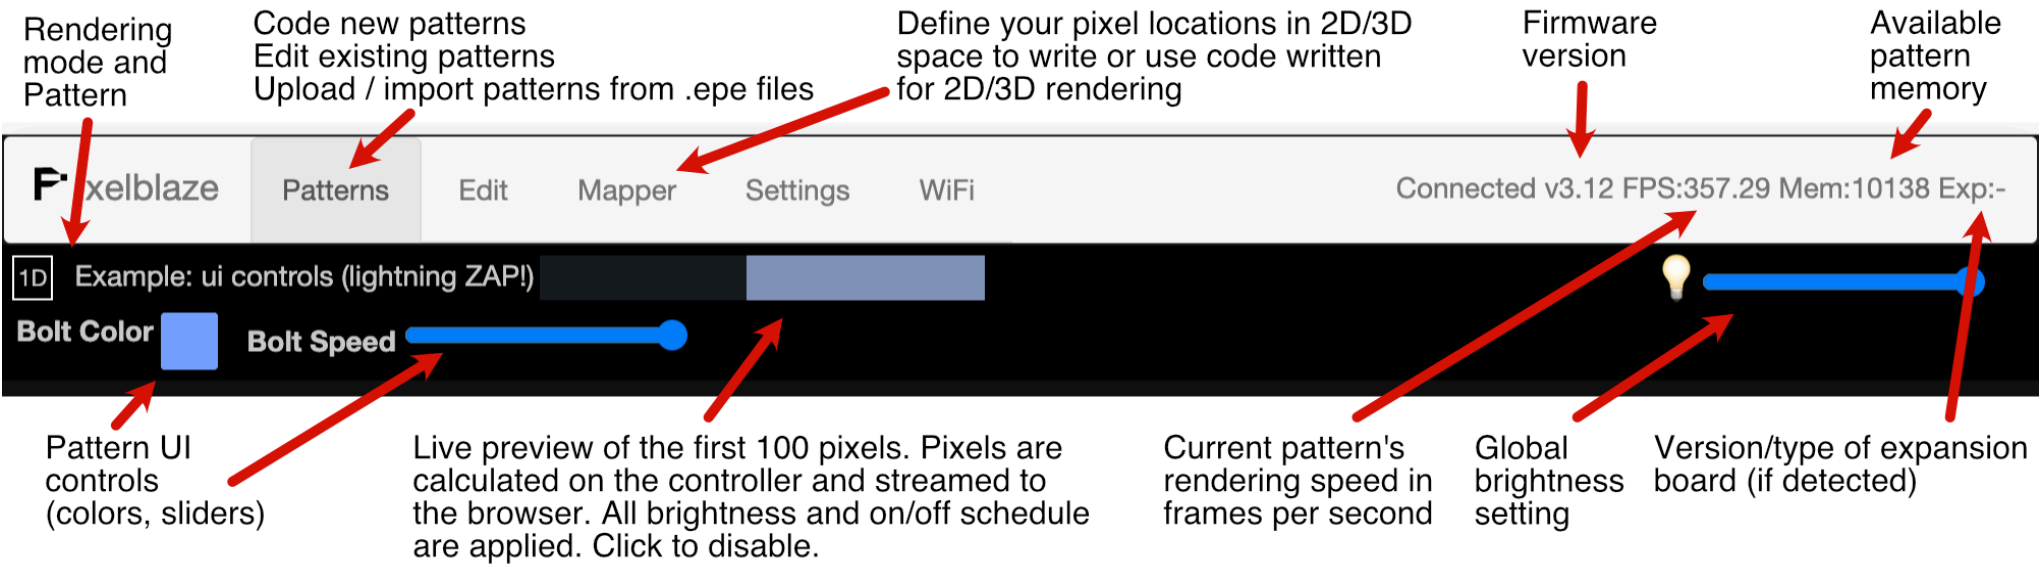 Rendering
mode and
Pattern
Code new patterns
Edit existing patterns
Upload / import patterns from .epe files
Define your pixel locations in 2D/3D
space to write or use code written
for 2D/3D rendering
Firmware
version
Available
pattern
memory
xelblaze
Patterns
Edit
Mapper
Settings
WiFi
Connected v3.12 FPS:357.29 Mem:10138 Exp:-
1D
Example: ui controls (lightning ZAP!)
Bolt Color
Bolt Speed
Pattern UI
controls
(colors, sliders)
Live preview of the first 100 pixels. Pixels are
calculated on the controller and streamed to
the browser. All brightness and on/off schedule
are applied. Click to disable.
Current pattern's
rendering speed in
frames per second
Global
brightness
setting
Version/type of expansion
board (if detected)